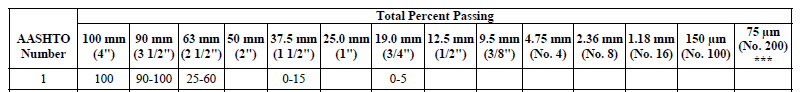 Total Percent Passing
AASHTO Number 100 mm (4") 90 mm (3 1/2") 63 mm (2 1/2") 50 mm (2") 37.5 mm (1 1/2") 25.0 mm (1") 19.0 mm (3/4") 12.5 mm (1/2") 9.5 mm (3/8") 4.75 mm (No. 4) 2.36 mm (No. 8) 1.18 mm (No. 16) 150 µm (No. 100) 75 µm (No. 200) ***
1 100 90-100 25-60 0-15 0-5